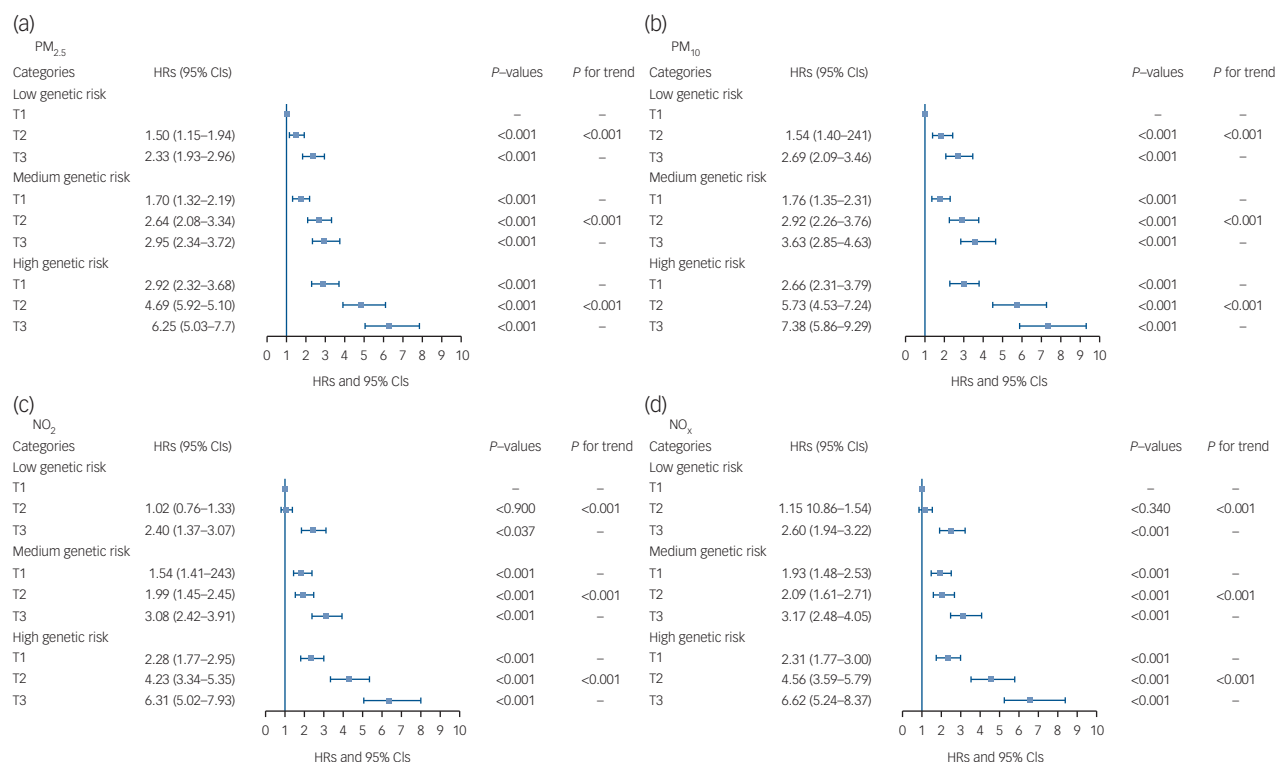 (a)
PM2.5
Categories HRs (95% CIs) P–values P for trend
Low genetic risk
T1 – –
T2 1.50 (1.15–1.94) <0.001 <0.001
T3 2.33 (1.93–2.96) <0.001 –
Medium genetic risk
T1 1.70 (1.32–2.19) <0.001 –
T2 2.64 (2.08–3.34) <0.001 <0.001
T3 2.95 (2.34–3.72) <0.001 –
High genetic risk
T1 2.92 (2.32–3.68) <0.001 –
T2 4.69 (5.92–5.10) <0.001 <0.001
T3 6.25 (5.03–7.7) <0.001 –
0 1 2 3 4 5 6 7 8 9 10
HRs and 95% CIs
(b)
PM10
Categories HRs (95% CIs) P–values P for trend
Low genetic risk
T1 – –
T2 1.54 (1.40–241) <0.001 <0.001
T3 2.69 (2.09–3.46) <0.001 –
Medium genetic risk
T1 1.76 (1.35–2.31) <0.001 –
T2 2.92 (2.26–3.76) <0.001 <0.001
T3 3.63 (2.85–4.63) <0.001 –
High genetic risk
T1 2.66 (2.31–3.79) <0.001 –
T2 5.73 (4.53–7.24) <0.001 <0.001
T3 7.38 (5.86–9.29) <0.001 –
0 1 2 3 4 5 6 7 8 9 10
HRs and 95% CIs
(c)
NO2
Categories HRs (95% CIs) P–values P for trend
Low genetic risk
T1 – –
T2 1.02 (0.76–1.33) <0.900 <0.001
T3 2.40 (1.37–3.07) <0.037 –
Medium genetic risk
T1 1.54 (1.41–243) <0.001 –
T2 1.99 (1.45–2.45) <0.001 <0.001
T3 3.08 (2.42–3.91) <0.001 –
High genetic risk
T1 2.28 (1.77–2.95) <0.001 –
T2 4.23 (3.34–5.35) <0.001 <0.001
T3 6.31 (5.02–7.93) <0.001 –
0 1 2 3 4 5 6 7 8 9 10
HRs and 95% CIs
(d)
NOx
Categories HRs (95% CIs) P–values P for trend
Low genetic risk
T1 – –
T2 1.15 10.86–1.54) <0.340 <0.001
T3 2.60 (1.94–3.22) <0.001 –
Medium genetic risk
T1 1.93 (1.48–2.53) <0.001 –
T2 2.09 (1.61–2.71) <0.001 <0.001
T3 3.17 (2.48–4.05) <0.001 –
High genetic risk
T1 2.31 (1.77–3.00) <0.001 –
T2 4.56 (3.59–5.79) <0.001 <0.001
T3 6.62 (5.24–8.37) <0.001 –
0 1 2 3 4 5 6 7 8 9 10
HRs and 95% CIs